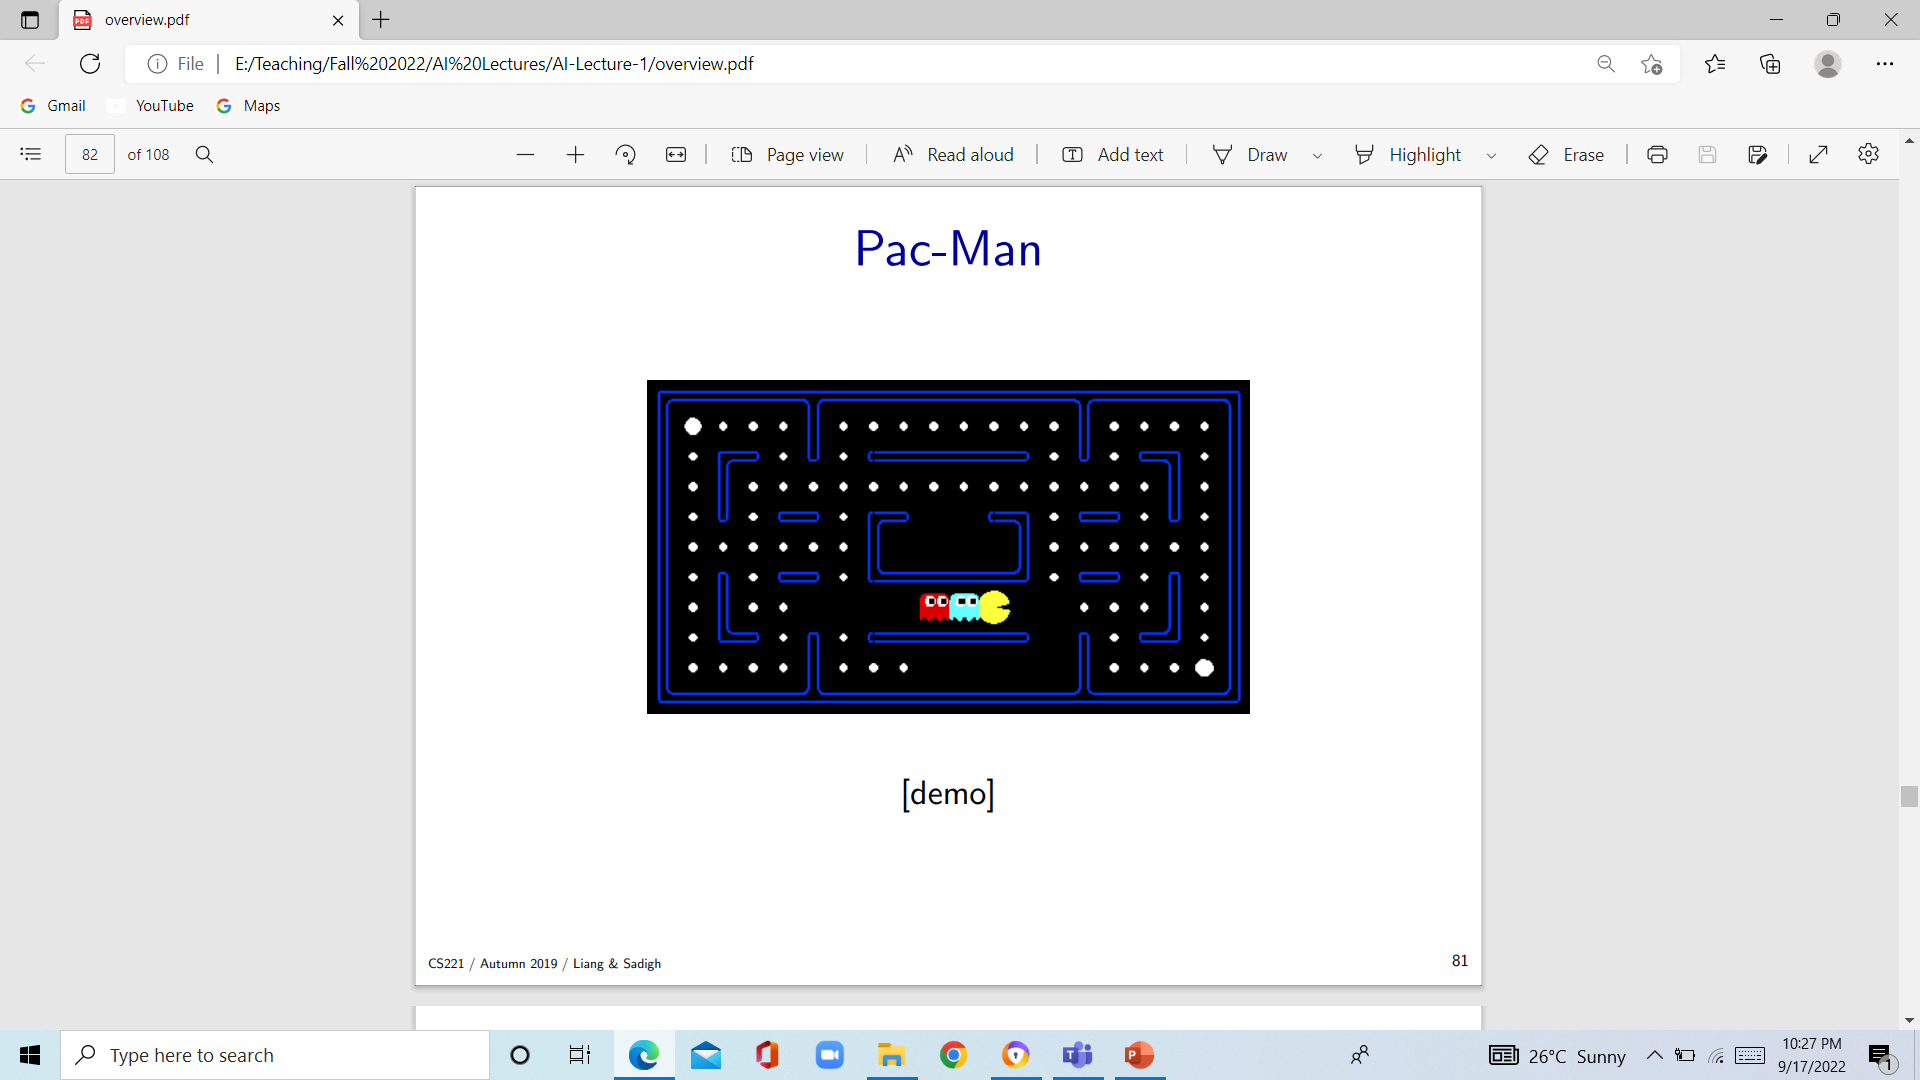 overview.pdf
File
E:/Teaching/Fall%202022/AI%20Lectures/AI-Lecture-1/overview.pdf
Gmail YouTube Maps
82 of 108 Page view Read aloud Add text Draw Highlight Erase
Pac-Man
[demo]
CS221 / Autumn 2019 / Liang & Sadigh
81
Type here to search
26°C Sunny
10:27 PM
9/17/2022
1